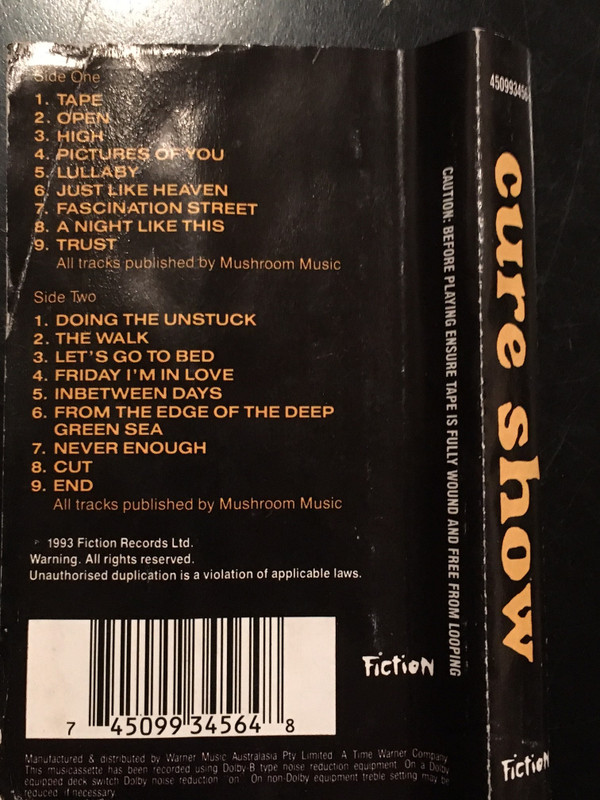 Side One
1. TAPE
2. OPEN
3. HIGH
4. PICTURES OF YOU
5. LULLABY
6. JUST LIKE HEAVEN
7. FASCINATION STREET
8. A NIGHT LIKE THIS
9. TRUST
All tracks published by Mushroom Music
Side Two
1. DOING THE UNSTUCK
2. THE WALK
3. LET'S GO TO BED
4. FRIDAY I'M IN LOVE
5. INBETWEEN DAYS
6. FROM THE EDGE OF THE DEEP
GREEN SEA
7. NEVER ENOUGH
8. CUT
9. END
All tracks published by Mushroom Music
1993 Fiction Records Ltd.
Warning. All rights reserved.
Unauthorised duplication is a violation of applicable laws.
7 45099 34564 8
Manufactured & distributed by Warner Music Australasia Pty Limited. A Time Warner Company
This musicassette has been recorded using Dolby B type noise reduction equipment. On a Dolby
equipped deck switch Dolby noise reduction on. On non-Dolby equipment treble setting may be
reduced if necessary.
Fiction
CAUTION: BEFORE PLAYING ENSURE TAPE IS FULLY WOUND AND FREE FROM LOOPING
cure show
Fiction